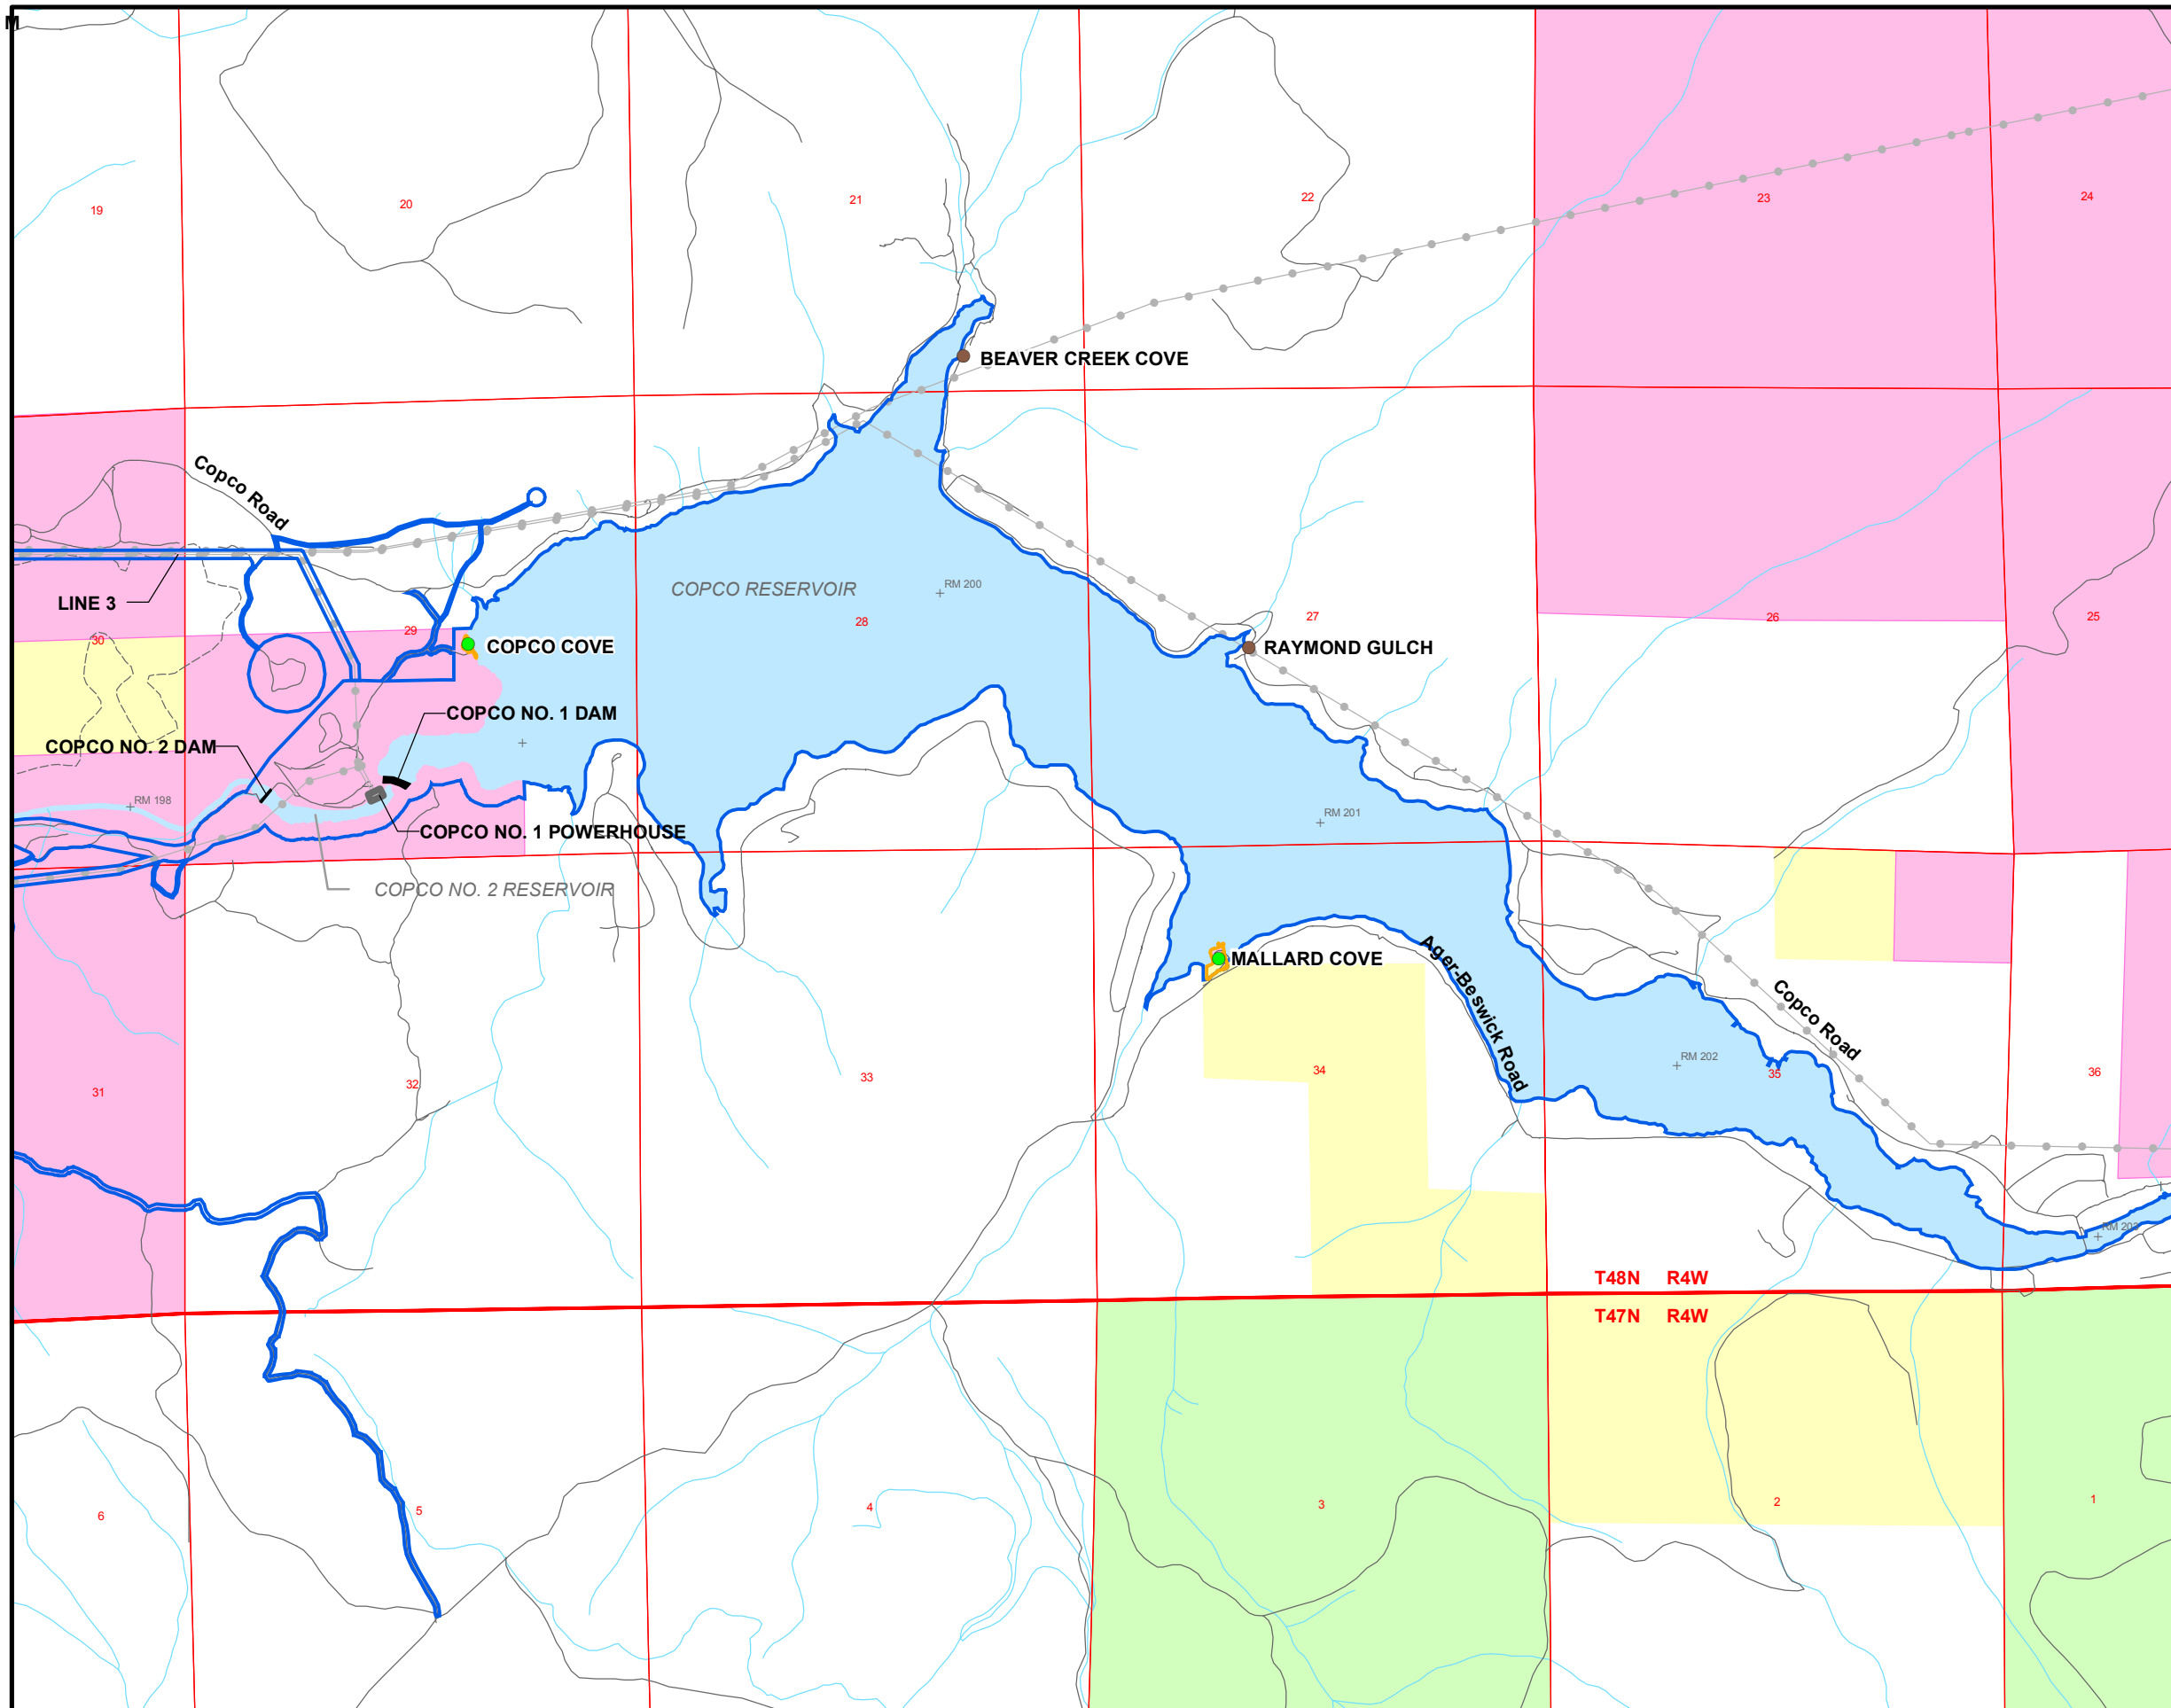 M
19
20
21
22
23
24
BEAVER CREEK COVE
Copco Road
COPCO RESERVOIR
RM 200
LINE 3
30
29
28
27
26
25
COPCO COVE
RAYMOND GULCH
COPCO NO. 1 DAM
COPCO NO. 2 DAM
RM 198
RM 201
COPCO NO. 1 POWERHOUSE
COPCO NO. 2 RESERVOIR
MALLARD COVE
Ager-Beswick Road
Copco Road
RM 202
31
32
33
34
35
36
RM 203
T48N R4W
T47N R4W
6
5
4
3
2
1